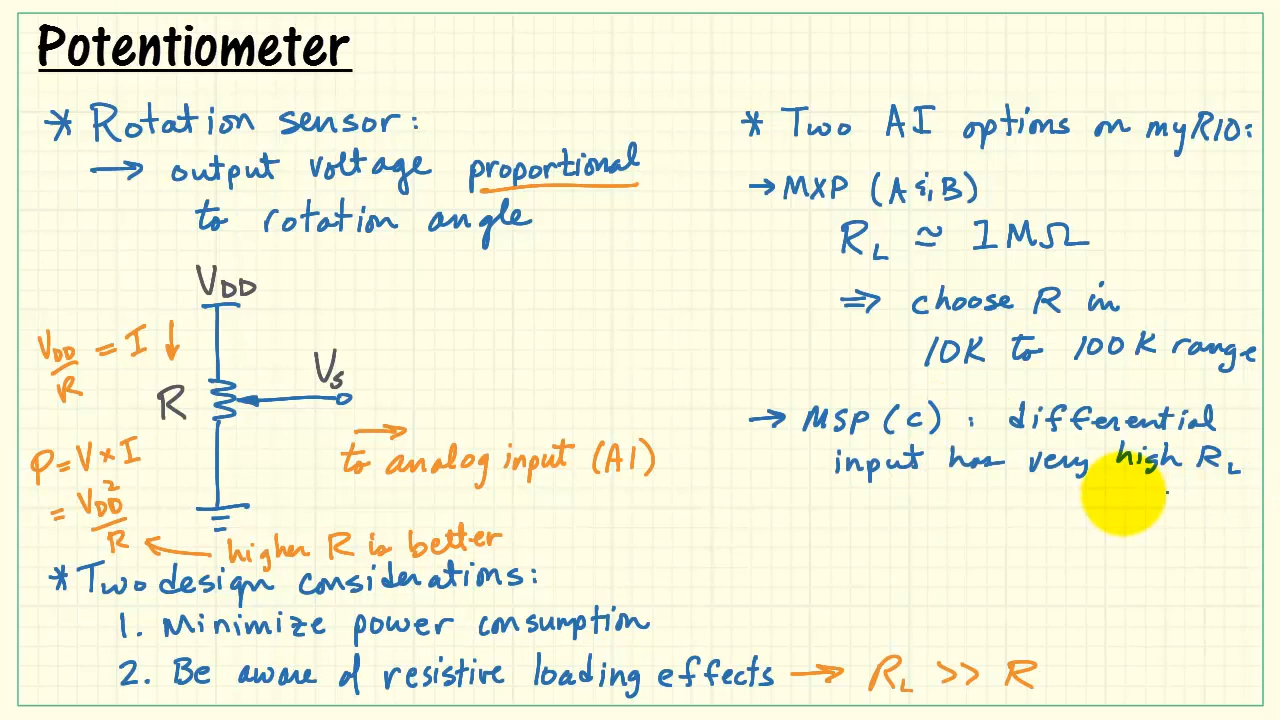 Potentiometer
* Rotation sensor:
→ output voltage proportional
to rotation angle
VDD
VDD/R = I ↓
R
Vs
to analog input (AI)
P = V × I
= VDD²/R
← higher R is better
* Two design considerations:
1. Minimize power consumption
2. Be aware of resistive loading effects → RL >> R
* Two AI options on myRIO:
→ MXP (A & B)
RL ≈ 1 MΩ
⇒ choose R in
10K to 100K range
→ MSP (C): differential
input has very high RL